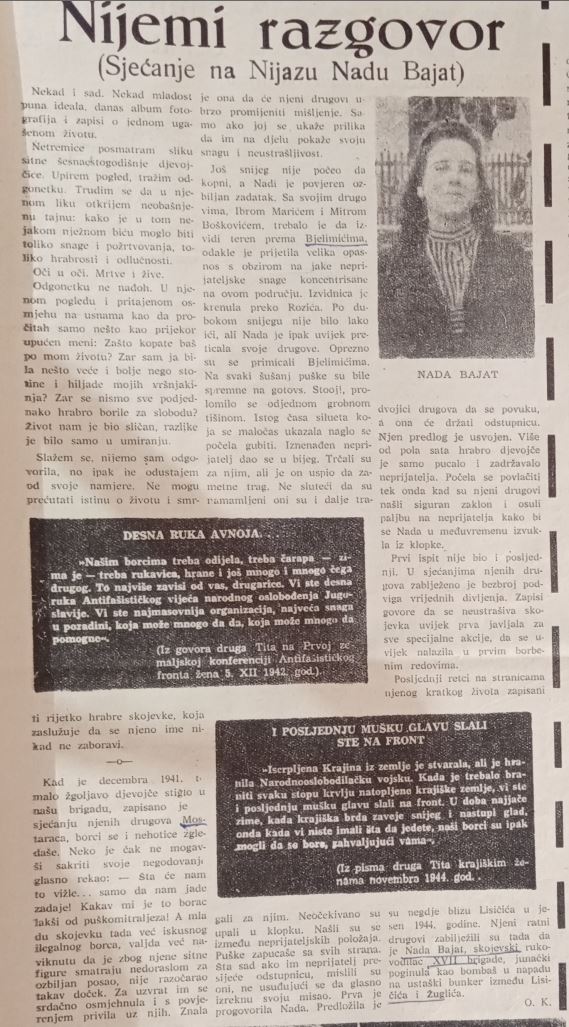 Nijemi razgovor
(Sjećanje na Nijazu Nadu Bajat)
Nekad i sad. Nekad mladost
puna ideala, danas album foto-
grafija i zapisi o jednom uga-
šenom životu.
Netremice posmatram sliku
sitne šesnaestogodišnje djevoj-
čice. Upirem pogled, tražim od-
gonetku. Trudim se da u nje-
nom liku otkrijem neobašnje-
nu tajnu: kako je u tom ne-
jakom nježnom biću moglo biti
toliko snage i požrtvovanja, to-
liko hrabrosti i odlučnosti.
Oči u oči. Mrtve i žive.
Odgonetku ne nađoh. U nje-
nom pogledu i pritajenom os-
mjehu na usnama kao da pro-
čitah samo nešto kao prijekor
upućen meni: Zašto kopate baš
po mom životu? Zar sam ja bi-
la nešto veće i bolje nego sto-
tine i hiljade mojih vršnjaki-
nja? Zar se nismo sve podjed-
nako hrabro borile za slobodu?
Život nam je bio sličan, razlike
je bilo samo u umiranju.
Slažem se, nijemo sam odgo-
vorila, no ipak ne odustajem
od svoje namjere. Ne mogu
prećutati istinu o životu i smr-
ti rijetko hrabre skojevke, koja
zaslužuje da se njeno ime ni-
kad ne zaboravi.
Kad je decembra 1941. to
malo žgoljavo djevojče stiglo u
našu brigadu, zapisano je
sjećanju njenih drugova Mos-
taraca, borci se i nehotice zgle-
daše. Neko je čak ne mogav-
ši sakriti svoje negodovanje
glasno rekao: — Šta će nam
to vižle... samo da nam jade
zadaje! Kakav mi je to borac
lakši od puškomitraljeza! A mla
du skojevku tada već iskusnog
ilegalnog borca, valjda već na-
viknutu da je zbog njene sitne
figure smatraju nedoraslom za
ozbiljan posao, nije razočarao
takav doček. Za uzvrat im se
srdačno osmjehnula i s povje-
renjem privila uz njih. Znala
je ona da će njeni drugovi u-
brzo promijeniti mišljenje. Sa-
mo ako joj se ukaže prilika
da im na djelu pokaže svoju
snagu i neustrašivost.
Još snijeg nije počeo da
kopni, a Nadi je povjeren oz-
biljan zadatak. Sa svojim drugo
vima, Ibrom Marićem i Mitrom
Boškovićem, trebalo je da iz-
vidi teren prema Bjelimićima,
odakle je prijetila velika opas-
nos s obzirom na jake nepri-
jateljske snage koncentrisane
na ovom području. Izvidnica je
krenula preko Rozića. Po du-
bokom snijegu nije bilo lako
ići, ali Nada je ipak uvijek pre-
ticala svoje drugove. Oprezno
su se primicali Bjelimićima.
Na svaki šušanj puške su bile
spremne na gotovs. Stooji, pro-
lomilo se odjednom grobnom
tišinom. Istog časa silueta ko-
ja se maločas ukazala naglo se
počela gubiti. Iznenađen nepri-
jatelj dao se u bijeg. Trčali su
za njim, ali je on uspio da za-
metne trag. Ne sluteći da su
namamljeni oni su i dalje tra-
gali za njim. Neočekivano su
upali u klopku. Našli su se
između neprijateljskih položaja.
Puške zapucaše sa svih strana.
Šta sad ako im neprijatelj pre-
siječe odstupnicu, mislili su
oni, ne usuđujući se da glasno
izreknu svoju misao. Prva je
progovorila Nada. Predložila je
NADA BAJAT
dvojici drugova da se povuku,
a ona će držati odstupnicu.
Njen predlog je usvojen. Više
od pola sata hrabro djevojče
je samo pucalo i zadržavalo
neprijatelja. Počela se povlačiti
tek onda kad su njeni drugovi
našli siguran zaklon i osuli
paljbu na neprijatelja kako bi
se Nada u međuvremenu izvuk-
la iz klopke.
Prvi ispit nije bio i posljed-
nji. U sjećanjima njenih dru-
gova zabilježeno je bezbroj pod-
viga vrijednih divljenja. Zapisi
govore da se neustrašiva sko-
jevka uvijek prva javljala za
sve specijalne akcije, da se u-
vijek nalazila u prvim borbe-
nim redovima.
Posljednji retci na stranicama
njenog kratkog života zapisani
su negdje blizu Lisičića u je-
sen 1944. godine. Njeni ratni
drugovi zabilježili su tada da
je Nada Bajat, skojevski ruko-
vodilac XVII brigade, junački
poginula kao bombaš u napadu
na ustaški bunker između Lisi-
čića i Žuglića.
O. K.
DESNA RUKA AVNOJA...
»Našim borcima treba odijela, treba čarapa — zi-
ma je — treba rukavica, hrane i još mnogo i mnogo čega
drugog. To najviše zavisi od vas, drugarice. Vi ste desna
ruka Antifašističkog vijeća narodnog oslobođenja Jugo-
slavije. Vi ste najmasovnija organizacija, najveća snaga
u pozadini, koja može mnogo da da, koja može mnogo da
pomogne«.
(Iz govora druga Tita na Prvoj ze
maljskoj konferenciji Antifašističkog
fronta žena 5. XII 1942. god.).
I POSLJEDNJU MUŠKU GLAVU SLALI
STE NA FRONT
»Iscrpljena Krajina iz zemlje je stvarala, ali je hra-
nila Narodnooslobodilačku vojsku. Kada je trebalo bra-
niti svaku stopu krvlju natopljene krajiške zemlje, vi ste
i posljednju mušku glavu slali na front. U doba najjače
zime, kada krajiška brda zaveje snijeg i nastupi glad,
onda kada vi niste imali šta da jedete, naši borci su ipak
mogli da se bore, zahvaljujući vama«.
(Iz pisma druga Tita krajiškim že-
nama novembra 1944. god.